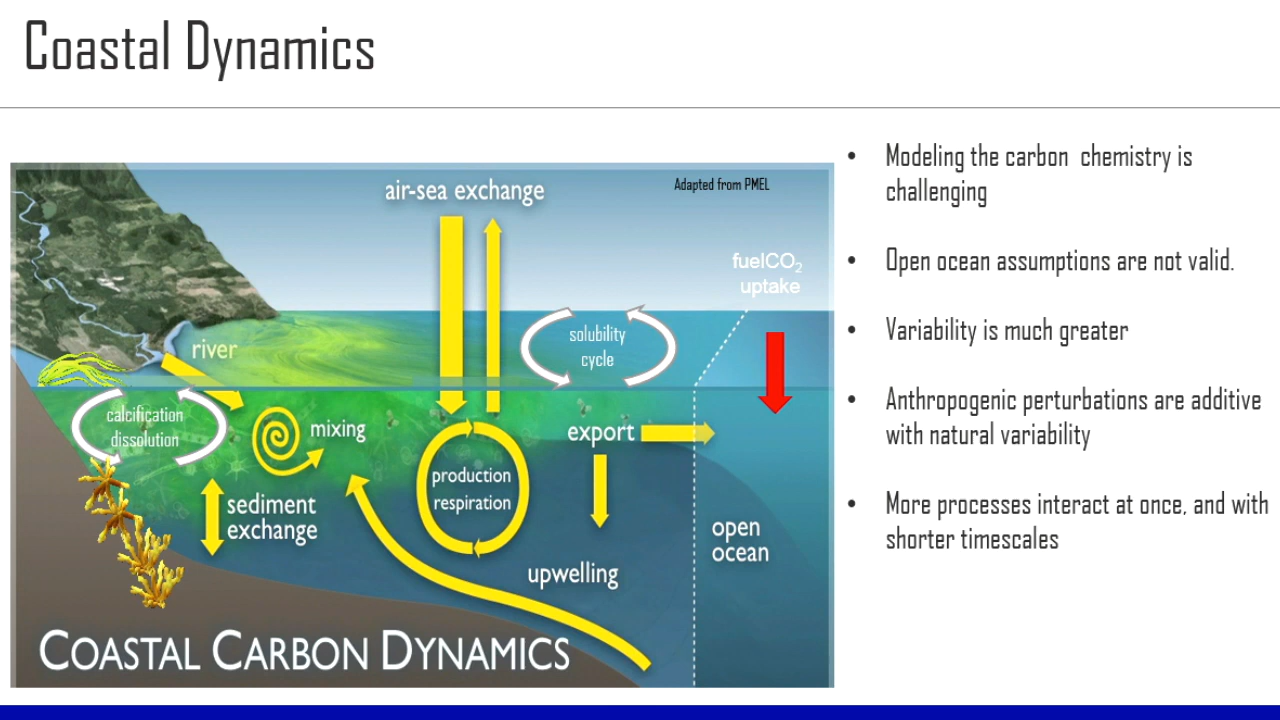 Coastal Dynamics
air-sea exchange
Adapted from PMEL
fuelCO₂
uptake
solubility
cycle
river
calcification
dissolution
mixing
export
production
respiration
sediment
exchange
open
ocean
upwelling
COASTAL CARBON DYNAMICS
• Modeling the carbon chemistry is
challenging
• Open ocean assumptions are not valid.
• Variability is much greater
• Anthropogenic perturbations are additive
with natural variability
• More processes interact at once, and with
shorter timescales